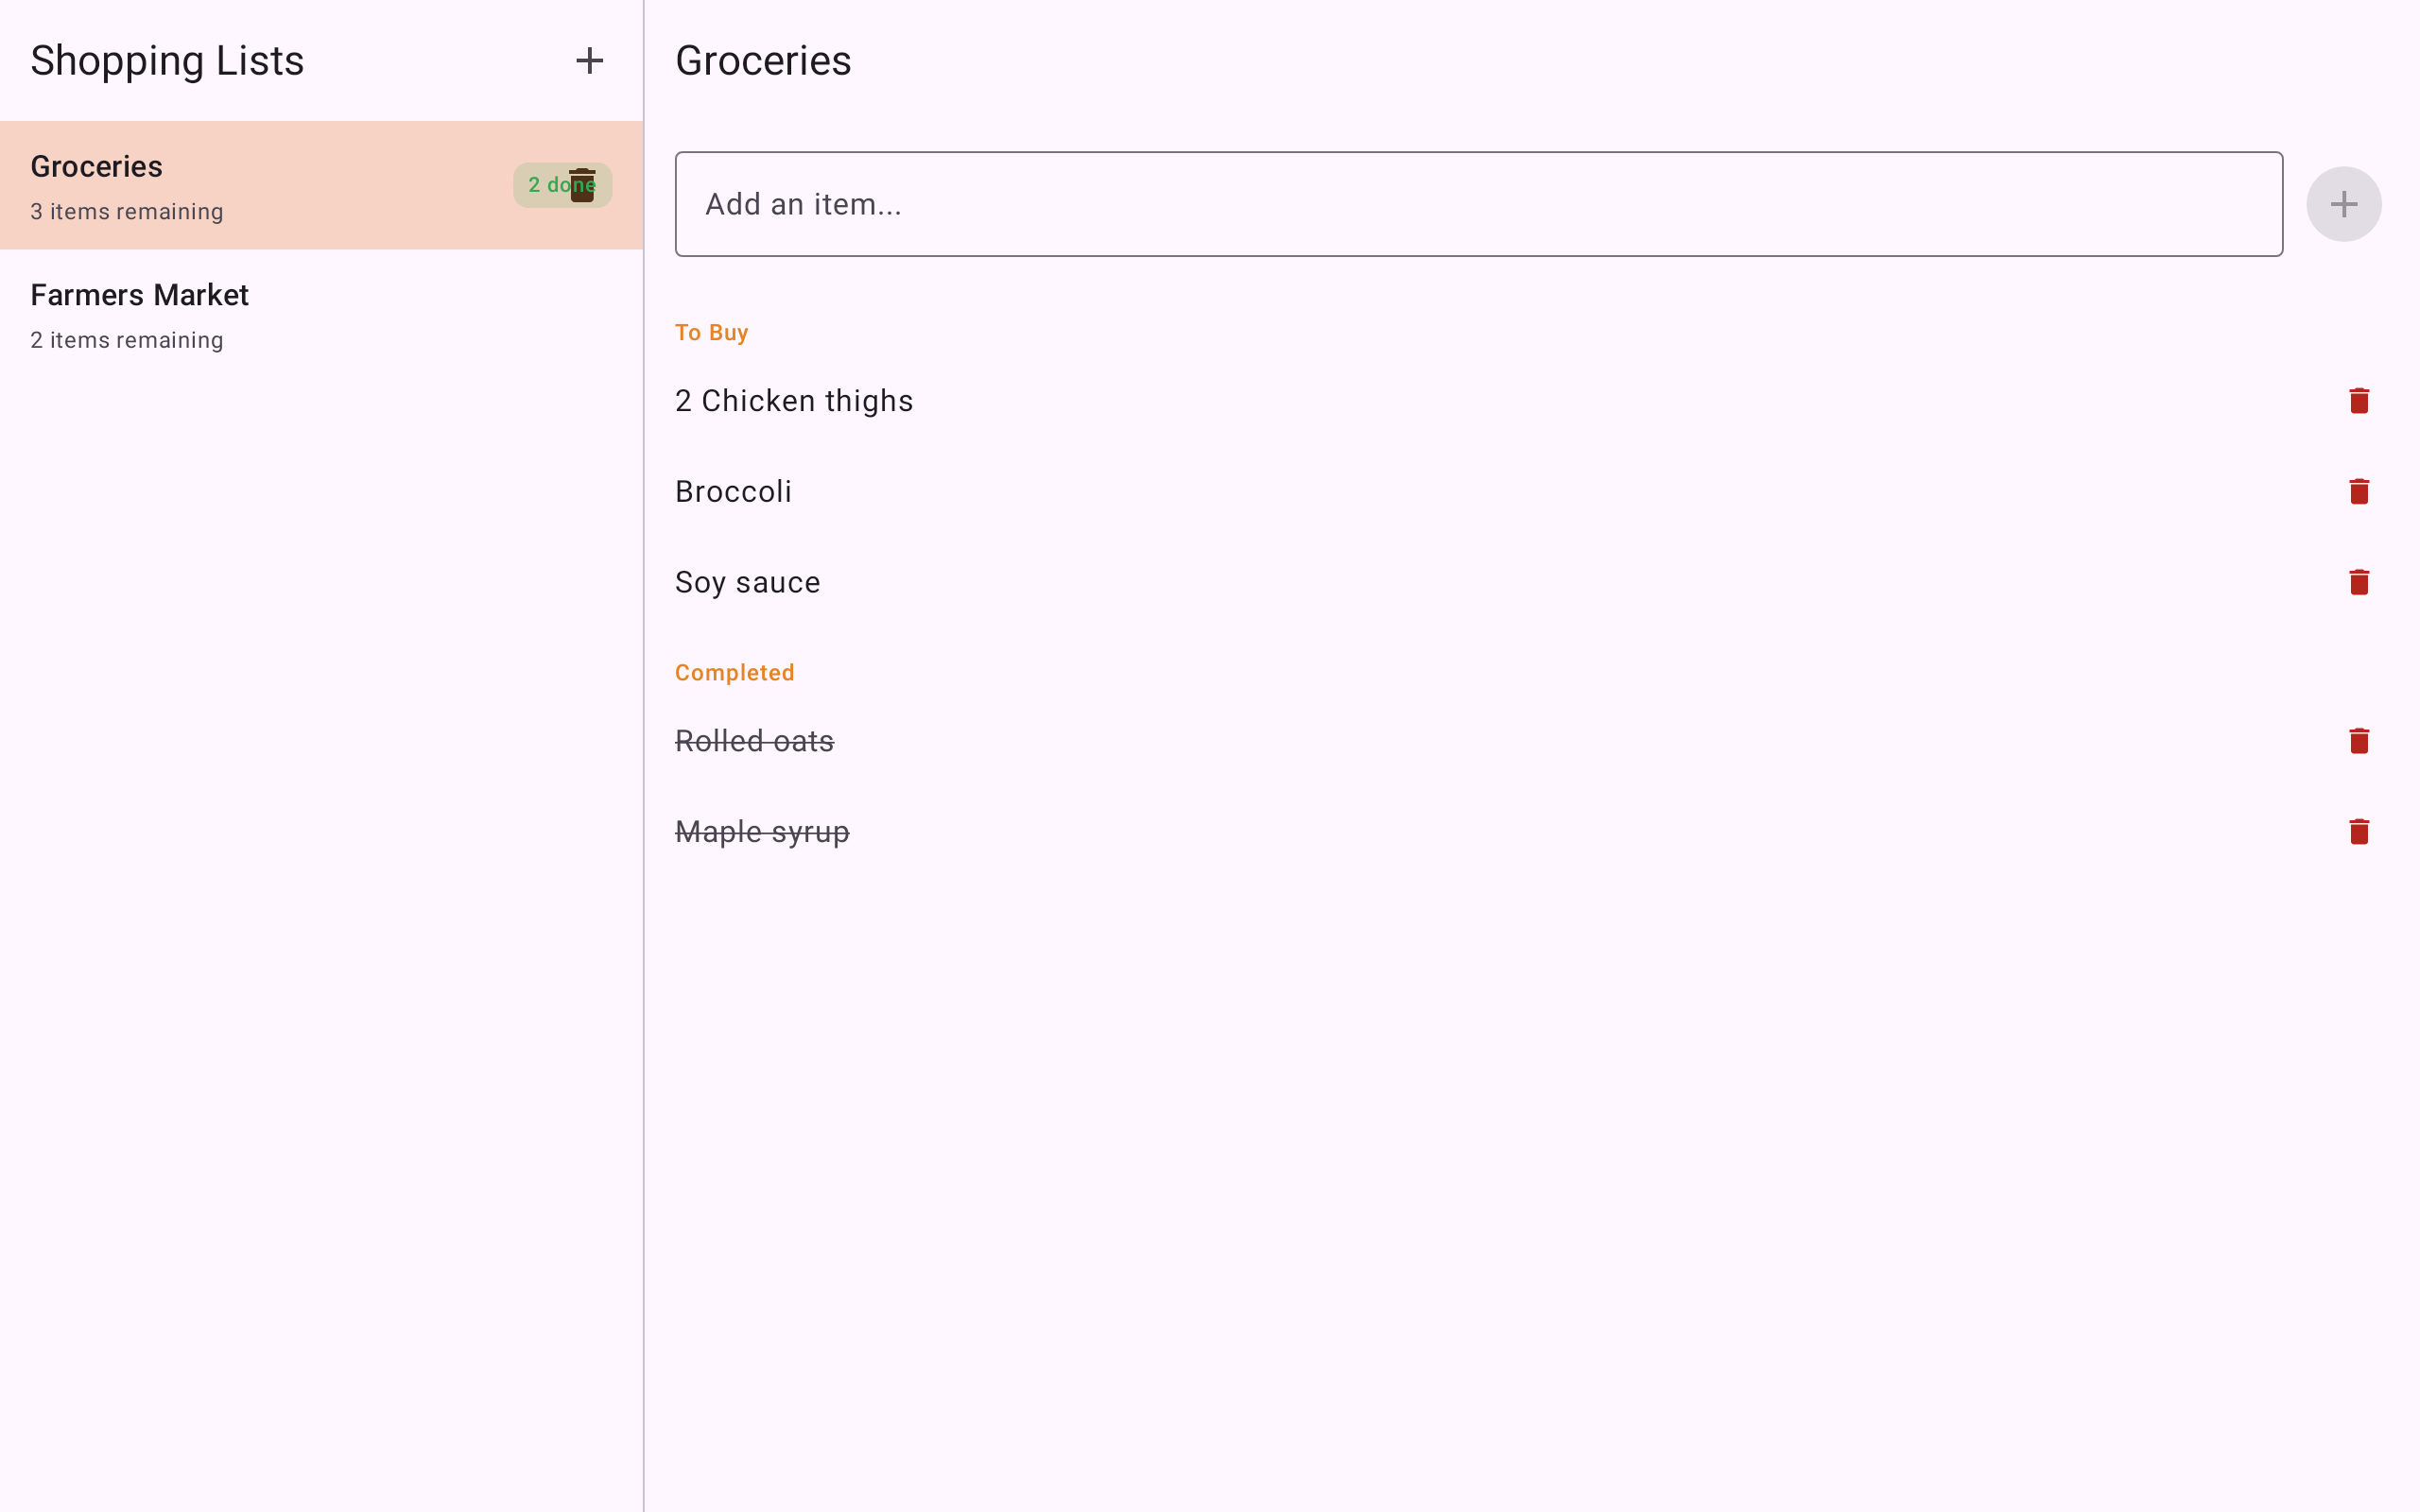 Shopping Lists
Groceries
3 items remaining
2 done
Farmers Market
2 items remaining
Groceries
Add an item...
To Buy
2 Chicken thighs
Broccoli
Soy sauce
Completed
Rolled oats
Maple syrup